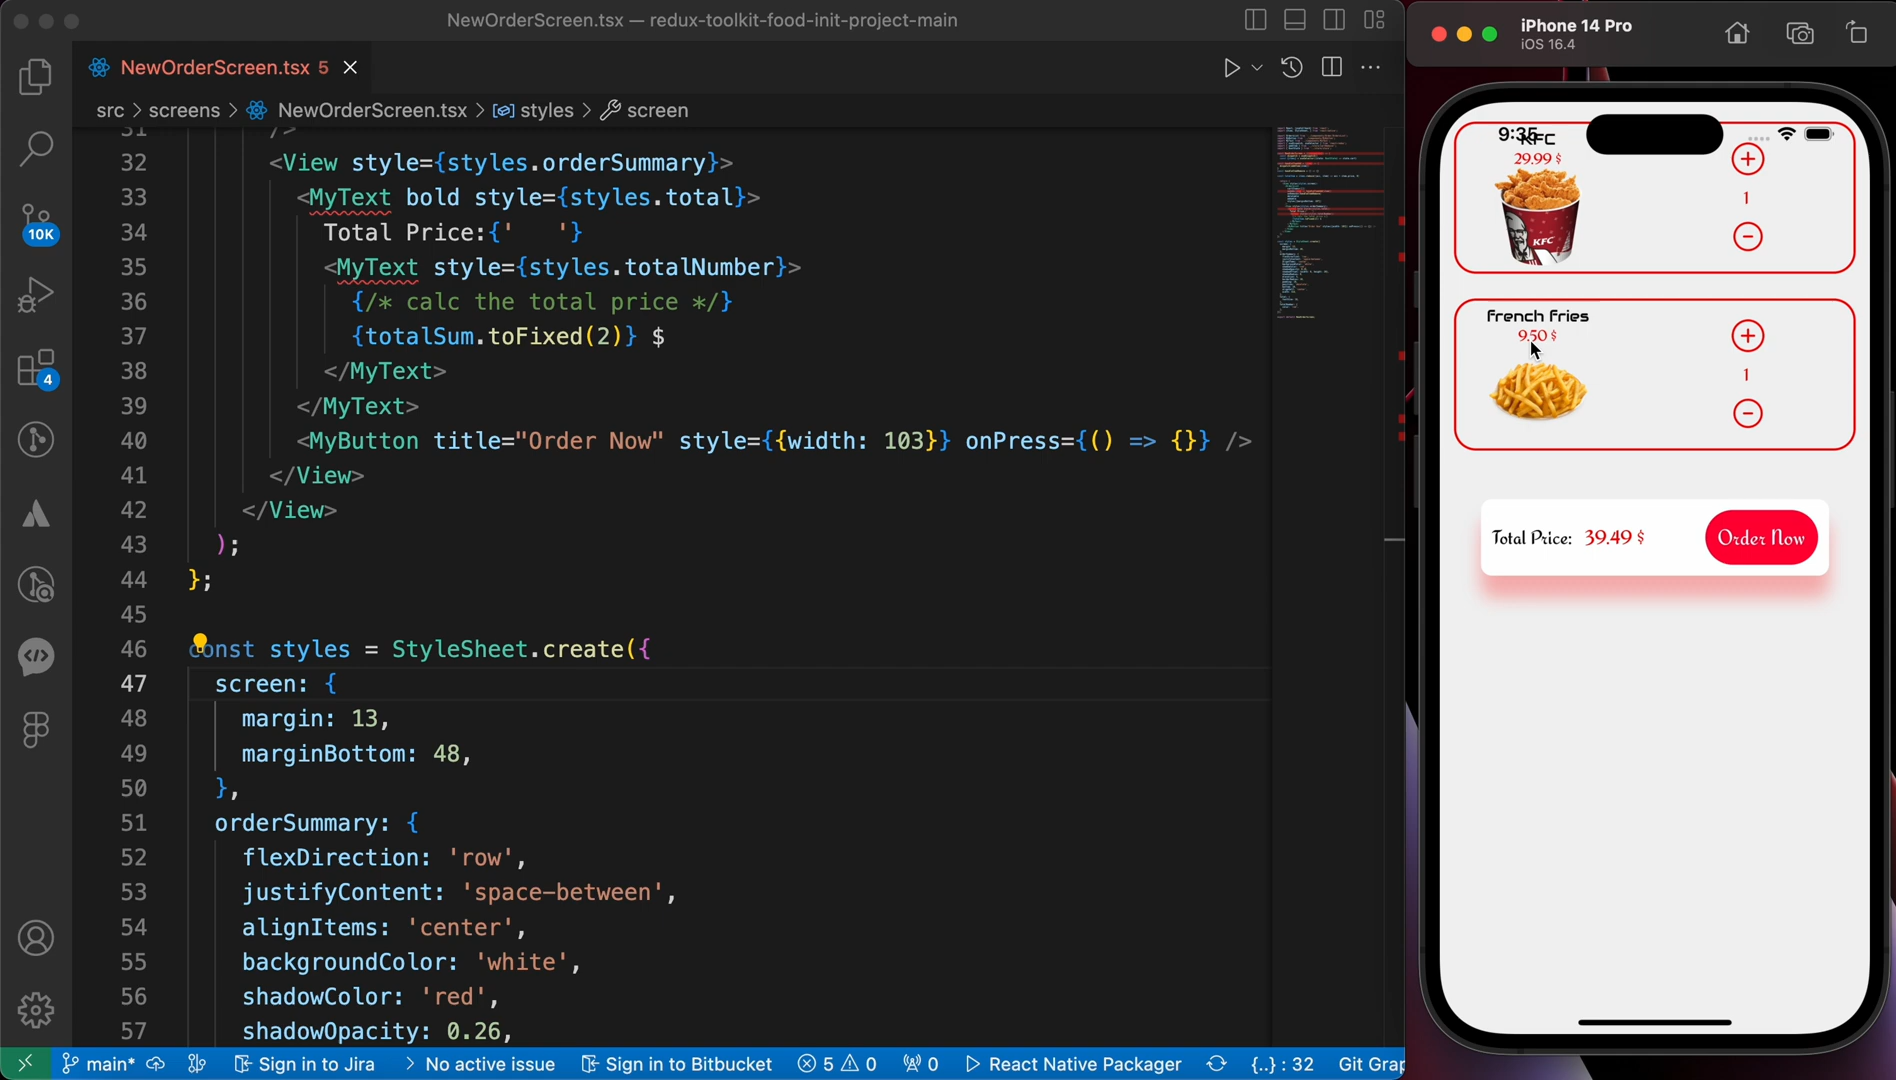 NewOrderScreen.tsx — redux-toolkit-food-init-project-main
NewOrderScreen.tsx 5
src > screens > NewOrderScreen.tsx > styles > screen
31 />
32 <View style={styles.orderSummary}>
33 <MyText bold style={styles.total}>
34 Total Price:{'   '}
35 <MyText style={styles.totalNumber}>
36 {/* calc the total price */}
37 {totalSum.toFixed(2)} $
38 </MyText>
39 </MyText>
40 <MyButton title="Order Now" style={{width: 103}} onPress={() => {}} />
41 </View>
42 </View>
43 );
44 };
45
46 const styles = StyleSheet.create({
47 screen: {
48 margin: 13,
49 marginBottom: 48,
50 },
51 orderSummary: {
52 flexDirection: 'row',
53 justifyContent: 'space-between',
54 alignItems: 'center',
55 backgroundColor: 'white',
56 shadowColor: 'red',
57 shadowOpacity: 0.26,
10K
4
main* Sign in to Jira > No active issue Sign in to Bitbucket 5 0 0 React Native Packager {..} : 32 Git Grap
iPhone 14 Pro
iOS 16.4
9:35
KFC
29.99 $
1
KFC
french fries
9.50 $
1
Total Price: 39.49 $
Order Now